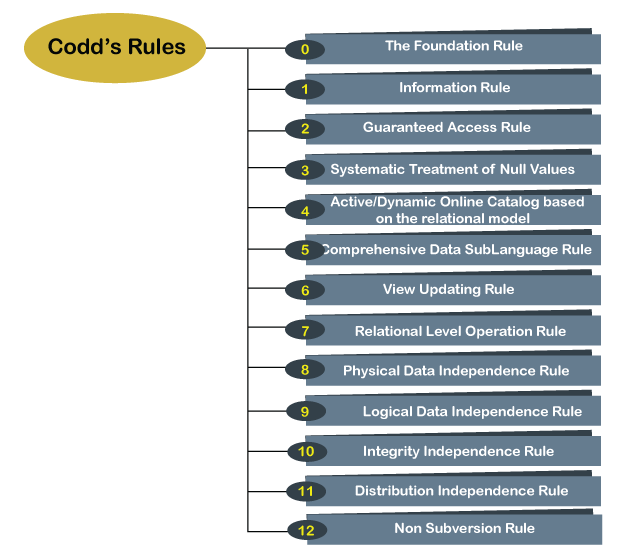 Codd's Rules
0 The Foundation Rule
1 Information Rule
2 Guaranteed Access Rule
3 Systematic Treatment of Null Values
4 Active/Dynamic Online Catalog based
on the relational model
5 Comprehensive Data SubLanguage Rule
6 View Updating Rule
7 Relational Level Operation Rule
8 Physical Data Independence Rule
9 Logical Data Independence Rule
10 Integrity Independence Rule
11 Distribution Independence Rule
12 Non Subversion Rule